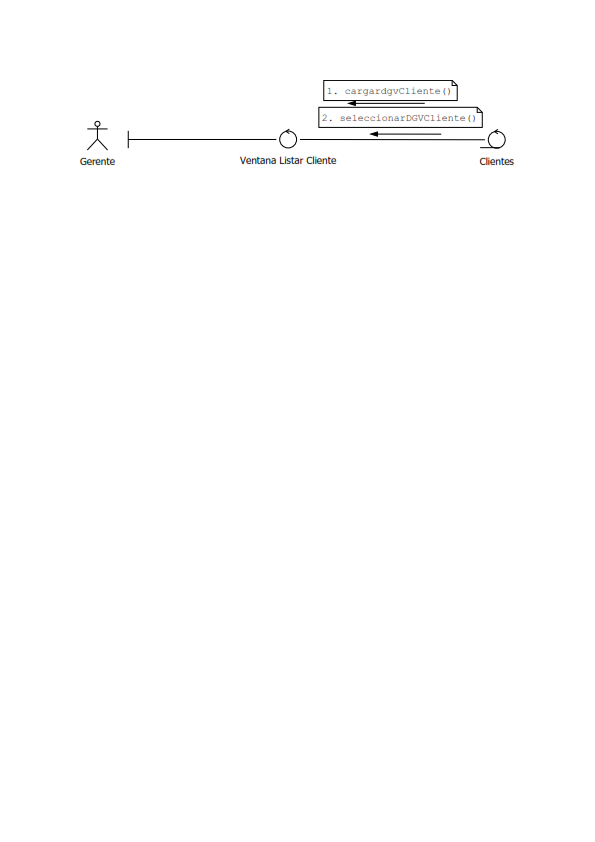 1. cargardgvCliente()
2. seleccionarDGVCliente()
Gerente
Ventana Listar Cliente
Clientes